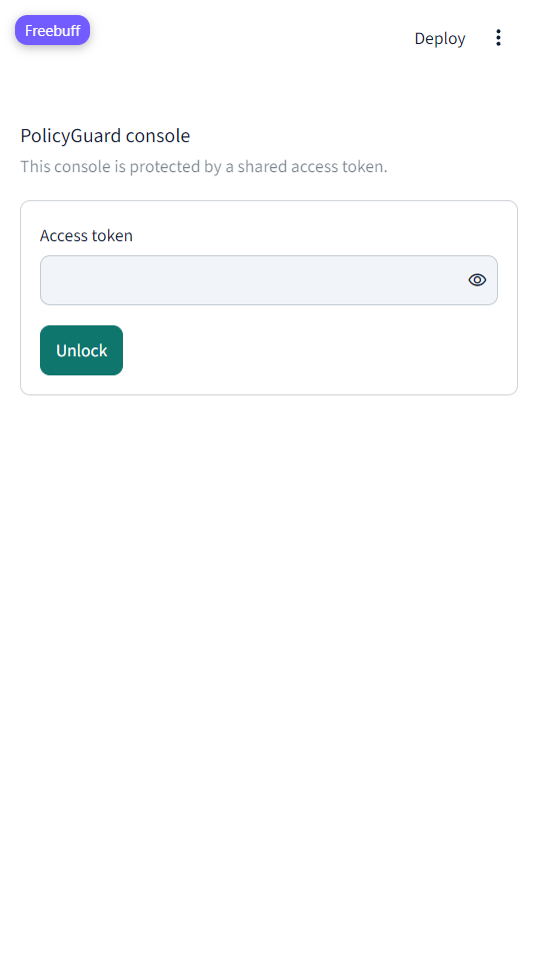 Freebuff
Deploy
PolicyGuard console
This console is protected by a shared access token.
Access token
Unlock